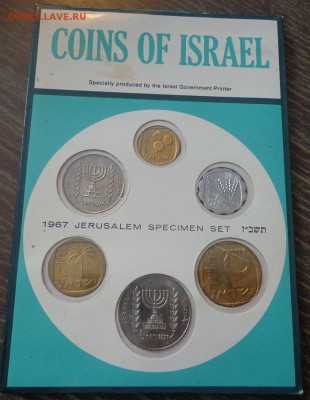 COINS.LAVE.RU
COINS OF ISRAEL
Specially produced by the Israel Government Printer
1967 JERUSALEM SPECIMEN SET תשכ"ז